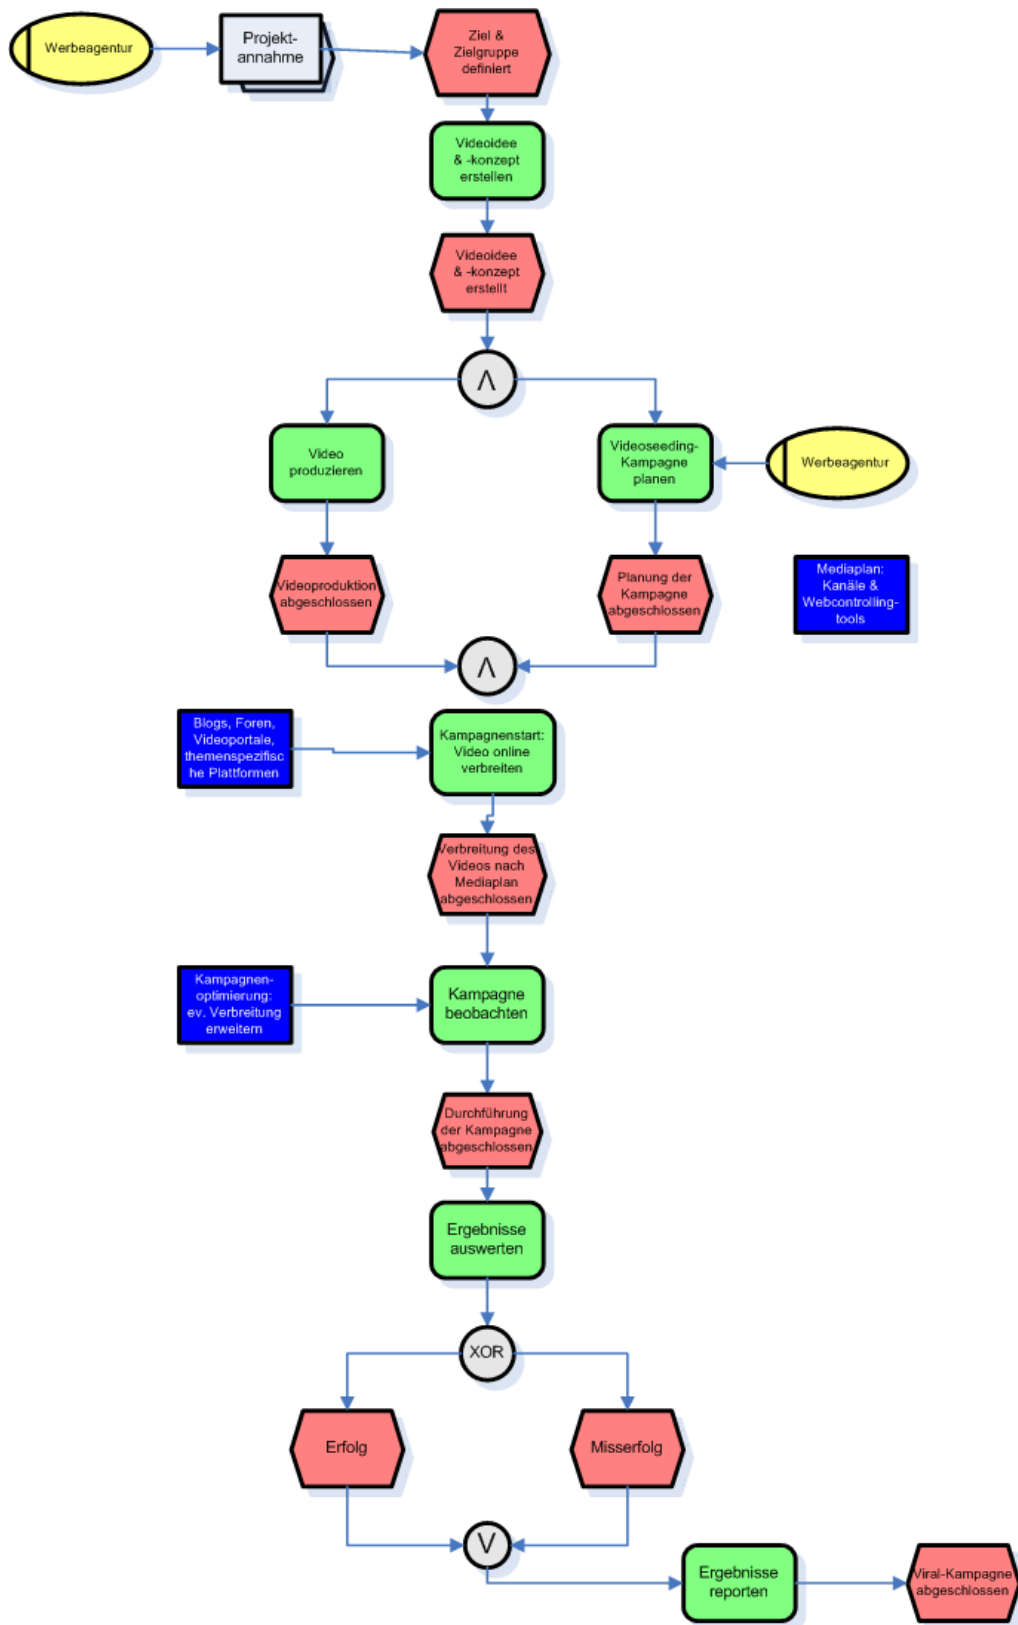 Werbeagentur
Projekt-
annahme
Ziel &
Zielgruppe
definiert
Videoidee
& -konzept
erstellen
Videoidee
& -konzept
erstellt
Λ
Video
produzieren
Videoseeding-
Kampagne
planen
Werbeagentur
Videoproduktion
abgeschlossen
Planung der
Kampagne
abgeschlossen
Mediaplan:
Kanäle &
Webcontrolling-
tools
Λ
Blogs, Foren,
Videoportale,
themenspezifisc
he Plattformen
Kampagnenstart:
Video online
verbreiten
Verbreitung des
Videos nach
Mediaplan
abgeschlossen
Kampagnen-
optimierung:
ev. Verbreitung
erweitern
Kampagne
beobachten
Durchführung
der Kampagne
abgeschlossen
Ergebnisse
auswerten
XOR
Erfolg
Misserfolg
V
Ergebnisse
reporten
Viral-Kampagne
abgeschlossen